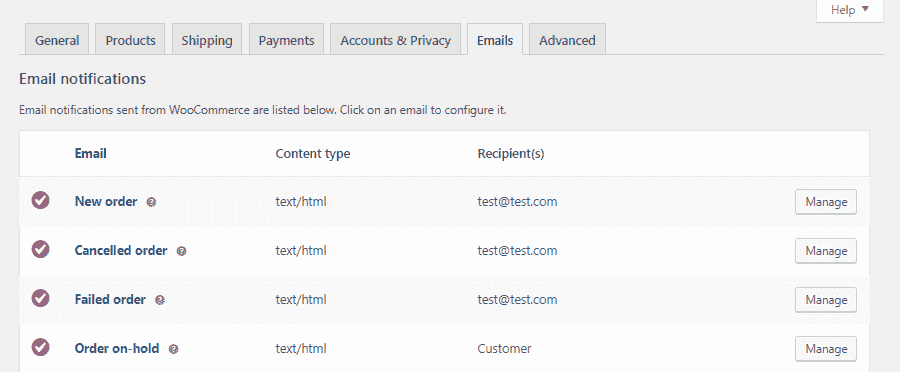 Help
General Products Shipping Payments Accounts & Privacy Emails Advanced
Email notifications
Email notifications sent from WooCommerce are listed below. Click on an email to configure it.
Email Content type Recipient(s)
New order ? text/html test@test.com Manage
Cancelled order ? text/html test@test.com Manage
Failed order ? text/html test@test.com Manage
Order on-hold ? text/html Customer Manage